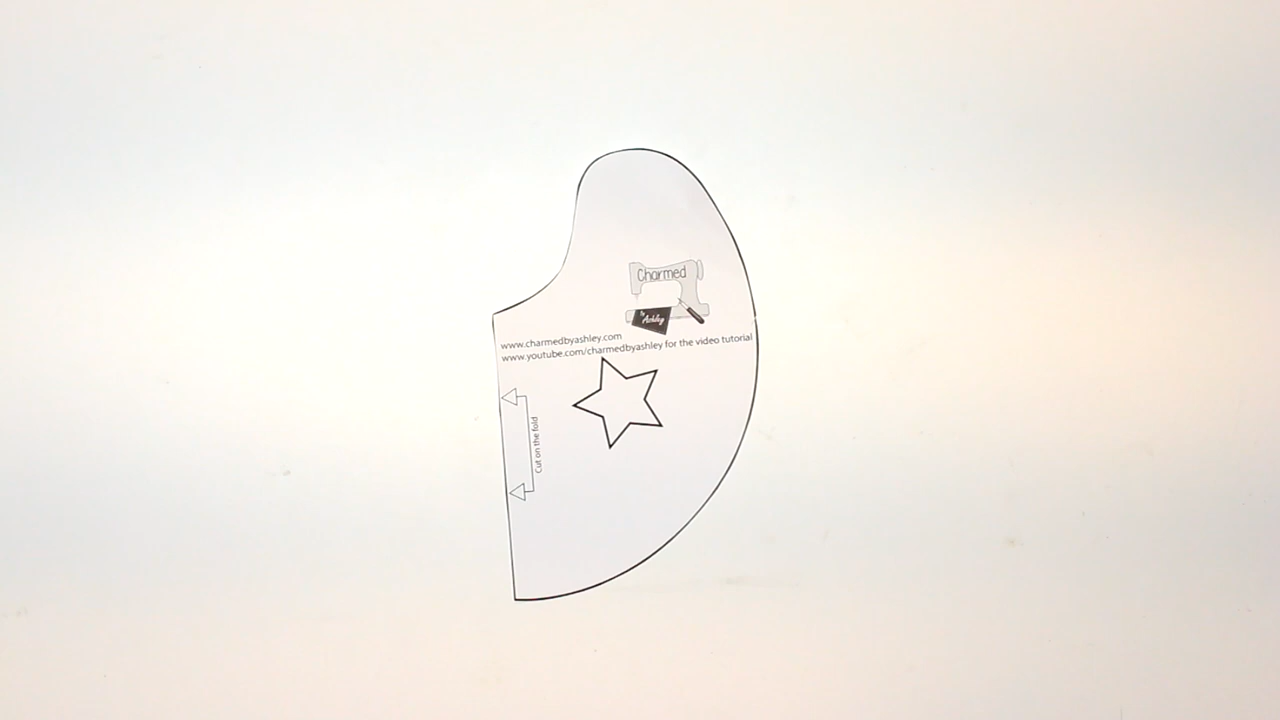 Charmed
by Ashley
www.charmedbyashley.com
www.youtube.com/charmedbyashley for the video tutorial
Cut on the fold